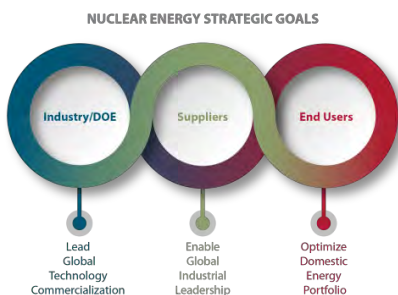 NUCLEAR ENERGY STRATEGIC GOALS
Industry/DOE
Suppliers
End Users
Lead
Global
Technology
Commercialization
Enable
Global
Industrial
Leadership
Optimize
Domestic
Energy
Portfolio